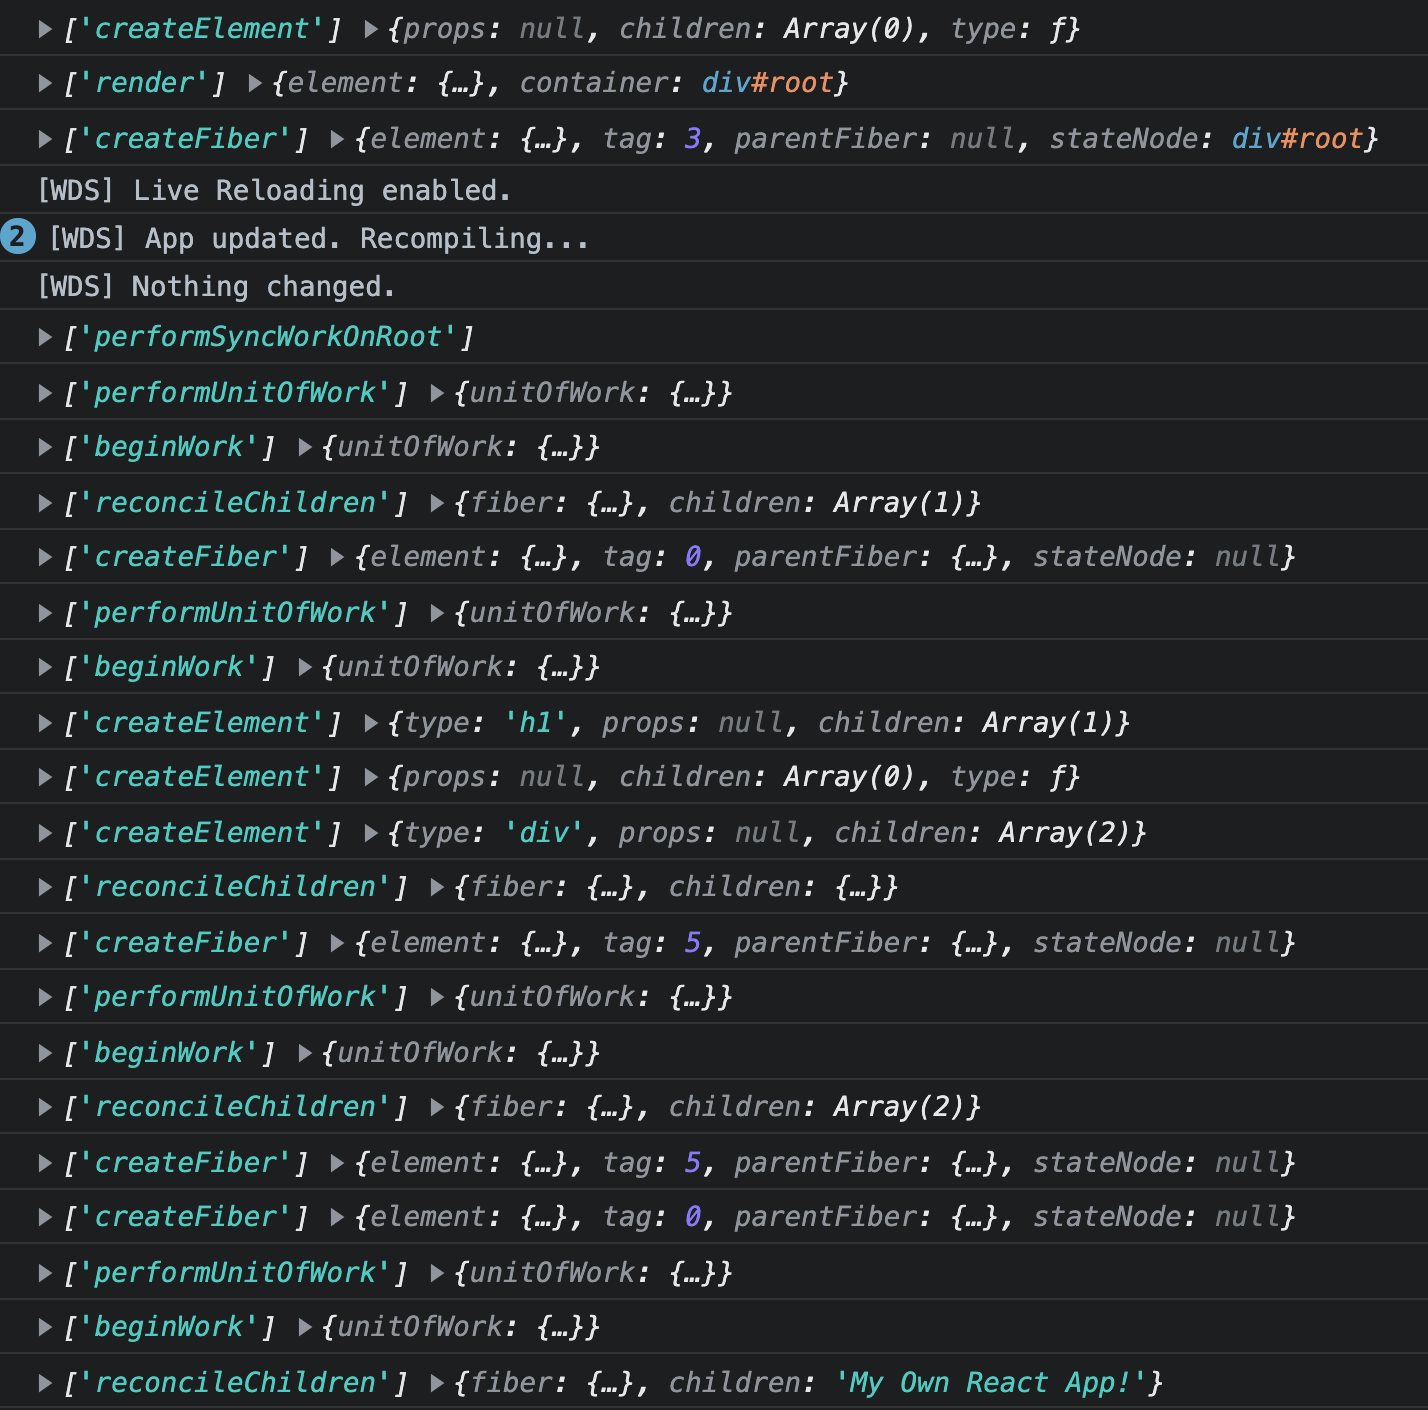 ▶['createElement'] ▶{props: null, children: Array(0), type: ƒ}
▶['render'] ▶{element: {…}, container: div#root}
▶['createFiber'] ▶{element: {…}, tag: 3, parentFiber: null, stateNode: div#root}
[WDS] Live Reloading enabled.
2 [WDS] App updated. Recompiling...
[WDS] Nothing changed.
▶['performSyncWorkOnRoot']
▶['performUnitOfWork'] ▶{unitOfWork: {…}}
▶['beginWork'] ▶{unitOfWork: {…}}
▶['reconcileChildren'] ▶{fiber: {…}, children: Array(1)}
▶['createFiber'] ▶{element: {…}, tag: 0, parentFiber: {…}, stateNode: null}
▶['performUnitOfWork'] ▶{unitOfWork: {…}}
▶['beginWork'] ▶{unitOfWork: {…}}
▶['createElement'] ▶{type: 'h1', props: null, children: Array(1)}
▶['createElement'] ▶{props: null, children: Array(0), type: ƒ}
▶['createElement'] ▶{type: 'div', props: null, children: Array(2)}
▶['reconcileChildren'] ▶{fiber: {…}, children: {…}}
▶['createFiber'] ▶{element: {…}, tag: 5, parentFiber: {…}, stateNode: null}
▶['performUnitOfWork'] ▶{unitOfWork: {…}}
▶['beginWork'] ▶{unitOfWork: {…}}
▶['reconcileChildren'] ▶{fiber: {…}, children: Array(2)}
▶['createFiber'] ▶{element: {…}, tag: 5, parentFiber: {…}, stateNode: null}
▶['createFiber'] ▶{element: {…}, tag: 0, parentFiber: {…}, stateNode: null}
▶['performUnitOfWork'] ▶{unitOfWork: {…}}
▶['beginWork'] ▶{unitOfWork: {…}}
▶['reconcileChildren'] ▶{fiber: {…}, children: 'My Own React App!'}